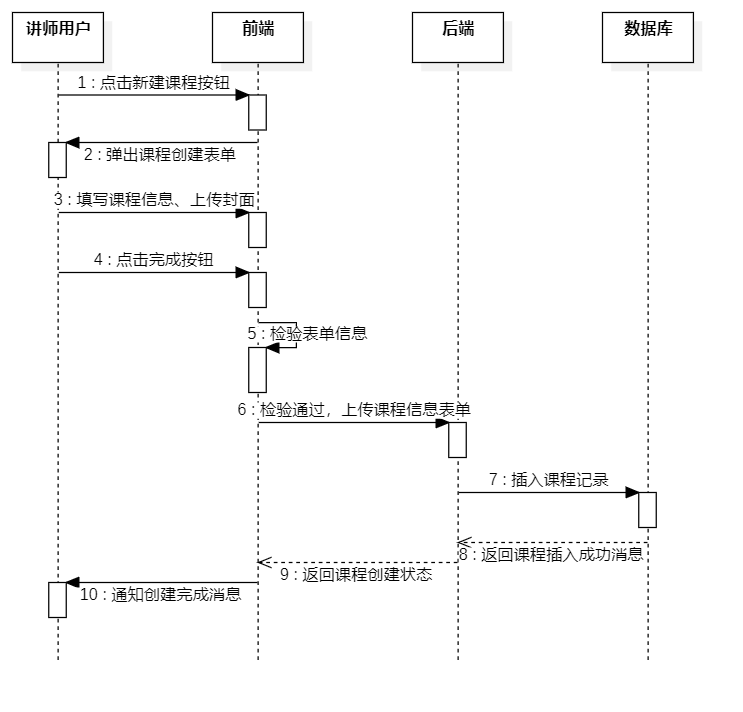 讲师用户
前端
后端
数据库
1 : 点击新建课程按钮
2 : 弹出课程创建表单
3 : 填写课程信息、上传封面
4 : 点击完成按钮
5 : 检验表单信息
6 : 检验通过，上传课程信息表单
7 : 插入课程记录
8 : 返回课程插入成功消息
9 : 返回课程创建状态
10 : 通知创建完成消息